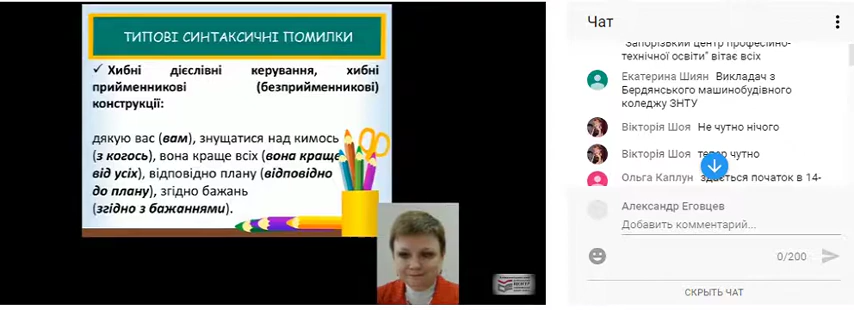 ТИПОВІ СИНТАКСИЧНІ ПОМИЛКИ
✓ Хибні дієслівні керування, хибні
прийменникові (безприйменникові)
конструкції:
дякую вас (вам), знущатися над кимось
(з когось), вона краще всіх (вона краще
від усіх), відповідно плану (відповідно
до плану), згідно бажань
(згідно з бажаннями).
Чат
"Запорізький центр професійно-
технічної освіти" вітає всіх
Екатерина Шиян Викладач з
Бердянського машинобудівного
коледжу ЗНТУ
Вікторія Шоя Не чутно нічого
Вікторія Шоя тепер чутно
Ольга Каплун здається початок в 14-
Александр Еговцев
Добавить комментарий...
0/200
СКРЫТЬ ЧАТ